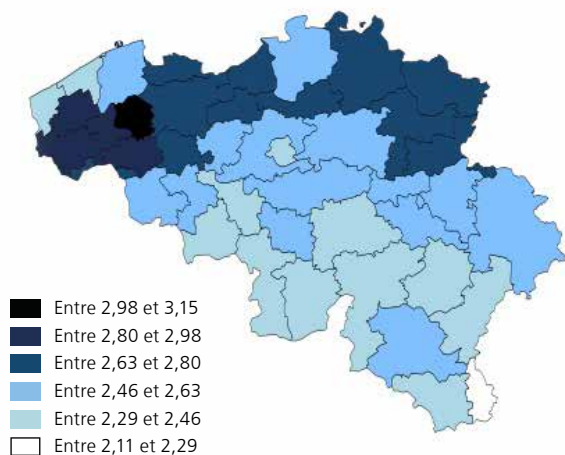 Entre 2,98 et 3,15
Entre 2,80 et 2,98
Entre 2,63 et 2,80
Entre 2,46 et 2,63
Entre 2,29 et 2,46
Entre 2,11 et 2,29